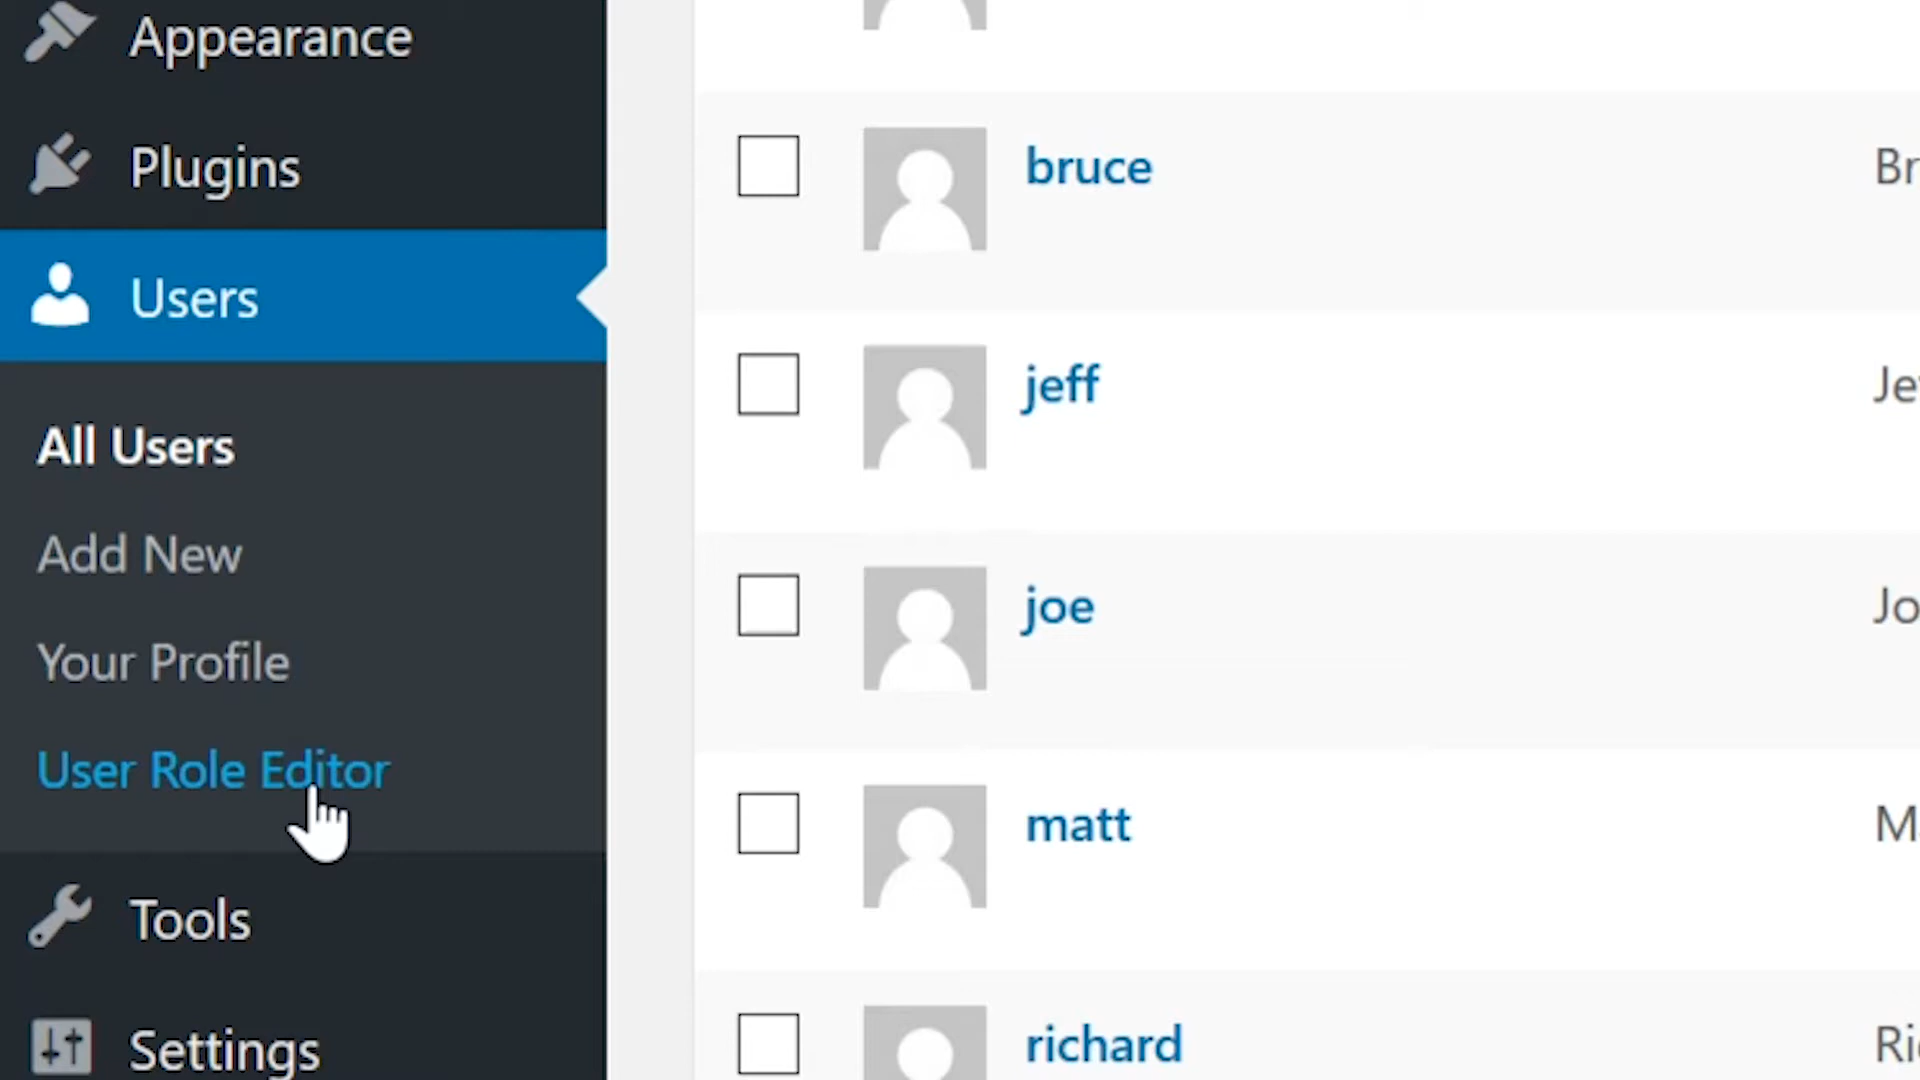 Appearance
Plugins
Users
All Users
Add New
Your Profile
User Role Editor
Tools
Settings
bruce
Br
jeff
Je
joe
Jo
matt
M
richard
Ri